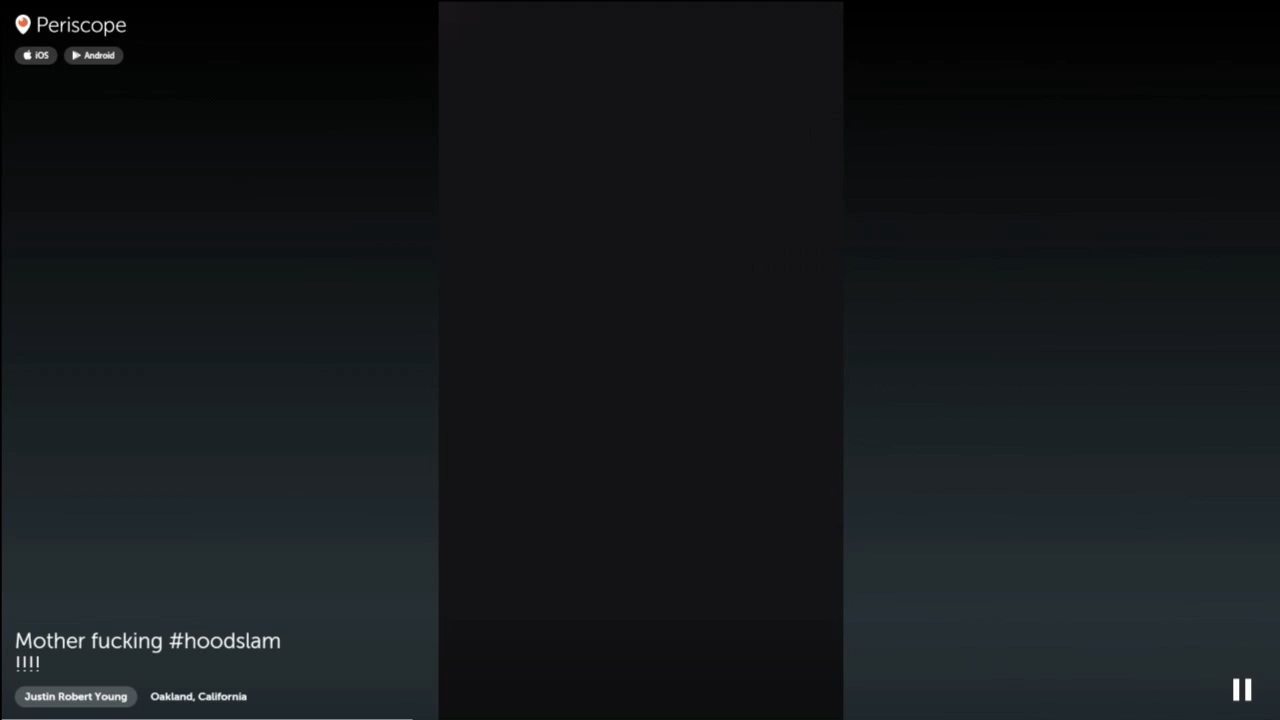 Periscope
iOS
Android
Mother fucking #hoodslam
!!!!
Justin Robert Young
Oakland, California